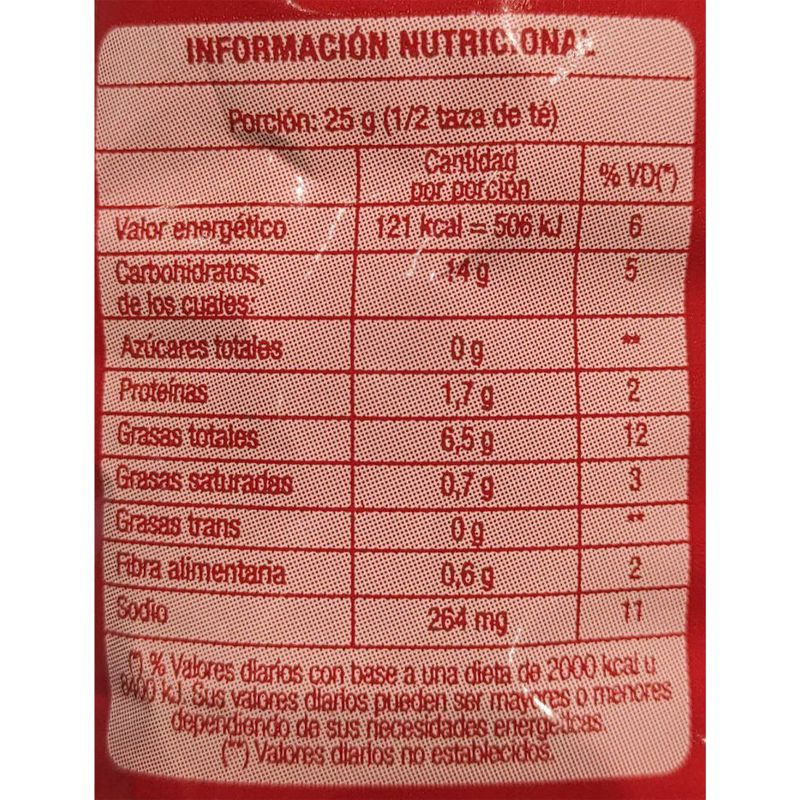 INFORMACIÓN NUTRICIONAL
Porción: 25 g (1/2 taza de té)
Cantidad por porción % VD(*)
Valor energético 121 kcal = 506 kJ 6
Carbohidratos, de los cuales: 14 g 5
Azúcares totales 0 g **
Proteínas 1,7 g 2
Grasas totales 6,5 g 12
Grasas saturadas 0,7 g 3
Grasas trans 0 g **
Fibra alimentaria 0,6 g 2
Sodio 264 mg 11
(*) % Valores diarios con base a una dieta de 2000 kcal u
8400 kJ. Sus valores diarios pueden ser mayores o menores
dependiendo de sus necesidades energéticas.
(**) Valores diarios no establecidos.